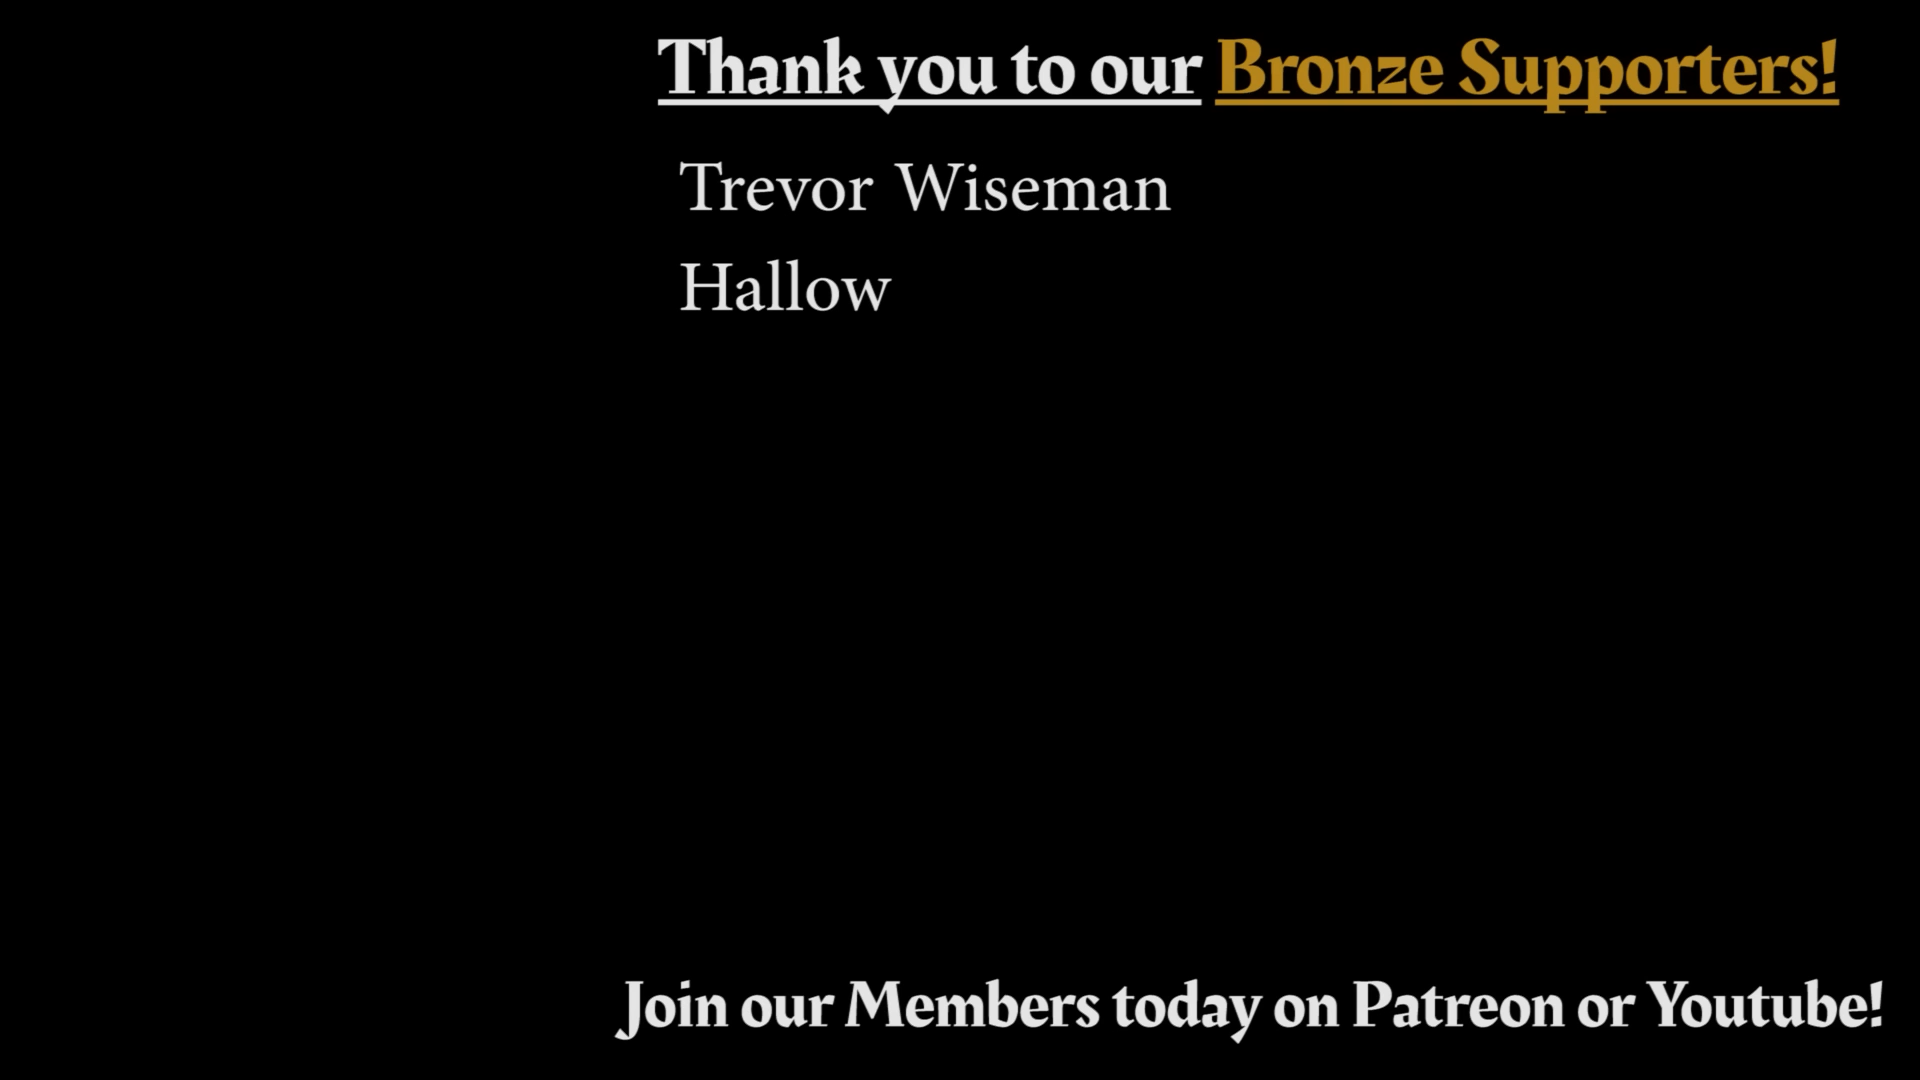 Thank you to our Bronze Supporters!
Trevor Wiseman
Hallow
Join our Members today on Patreon or Youtube!